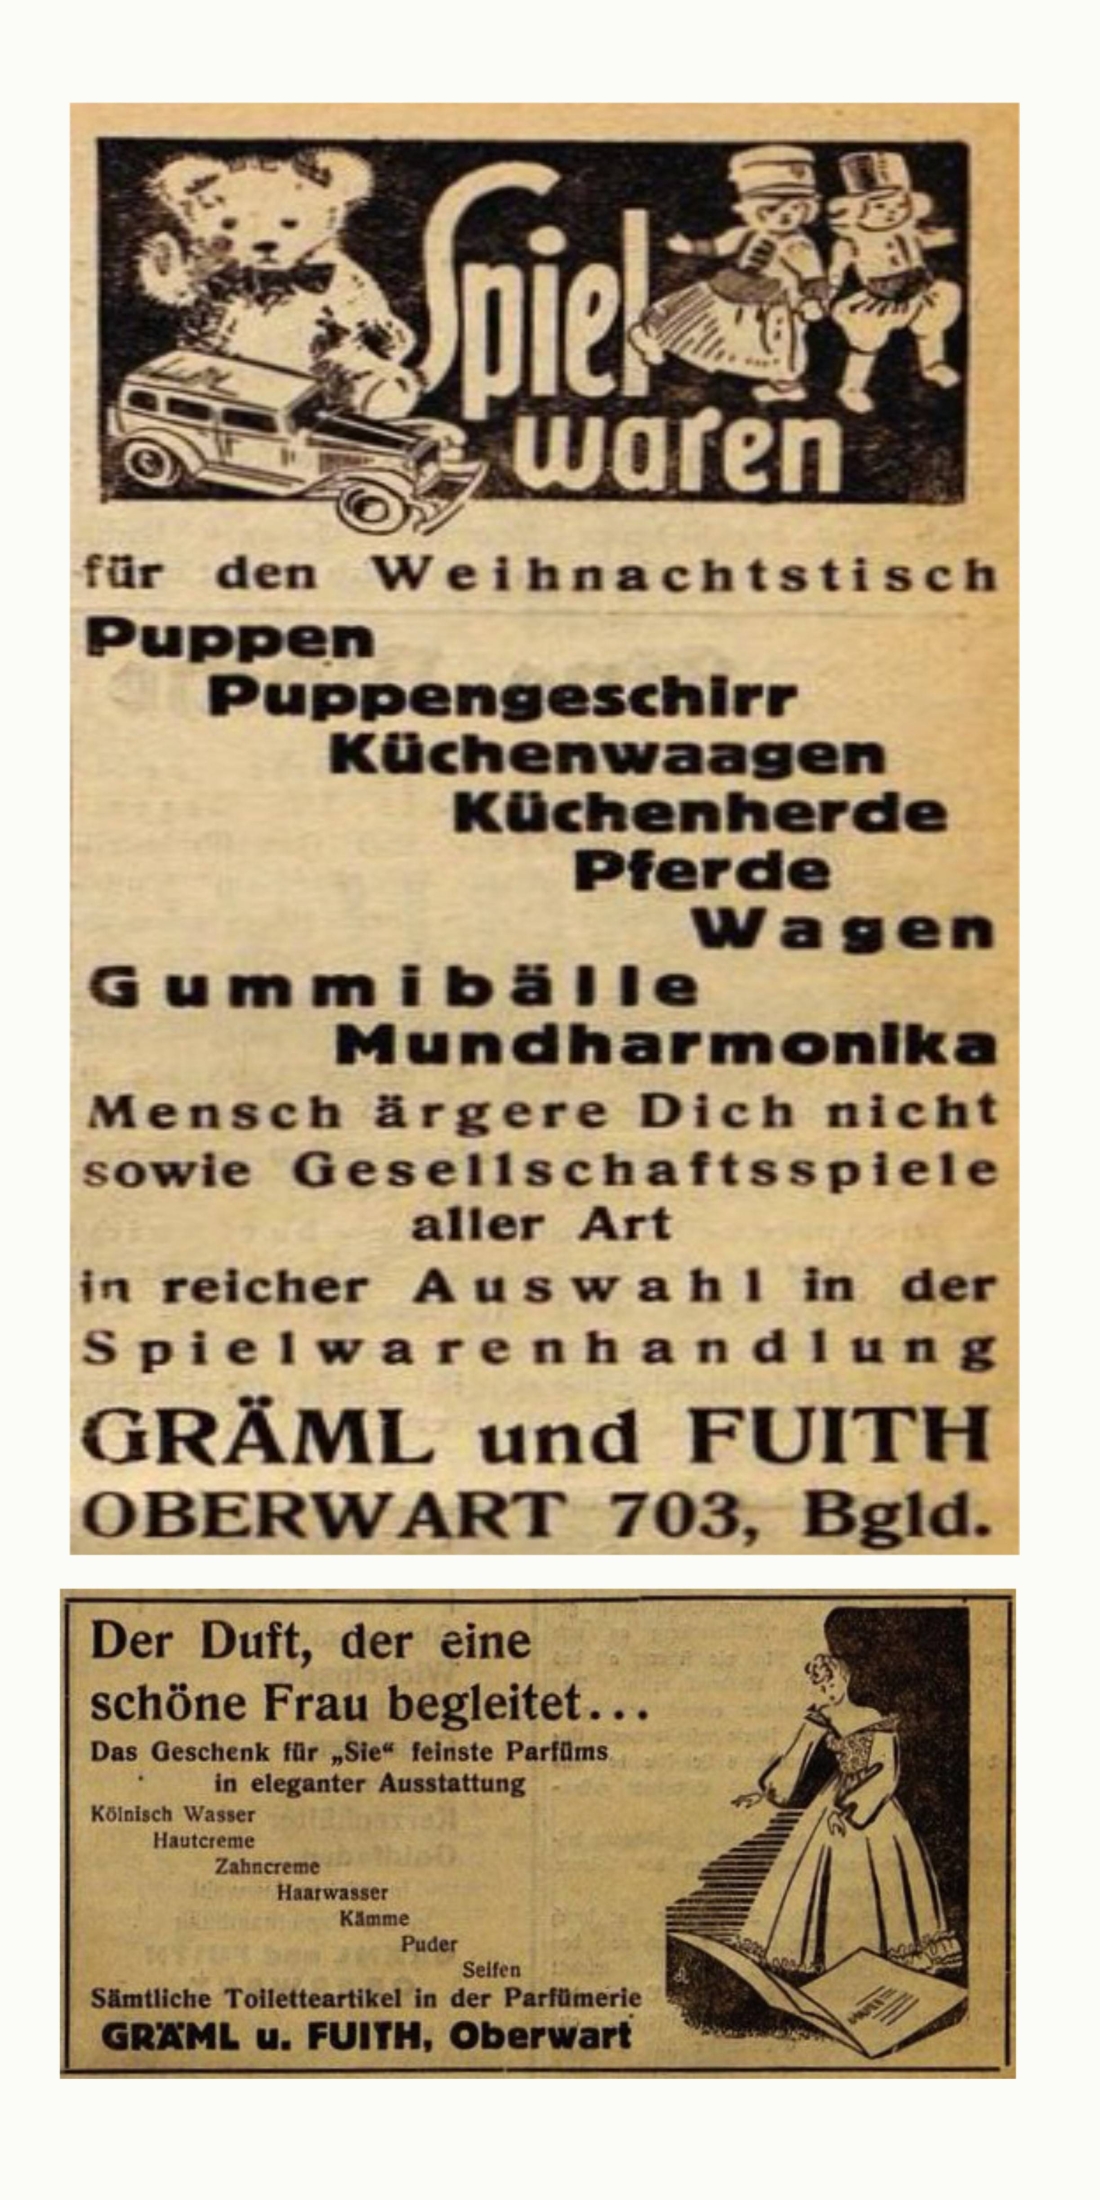 Spiel
waren
für den Weihnachtstisch
Puppen
Puppengeschirr
Küchenwaagen
Küchenherde
Pferde
Wagen
Gummibälle
Mundharmonika
Mensch ärgere Dich nicht
sowie Gesellschaftsspiele
aller Art
in reicher Auswahl in der
Spielwarenhandlung
GRÄML und FUITH
OBERWART 703, Bgld.
Der Duft, der eine
schöne Frau begleitet...
Das Geschenk für „Sie“ feinste Parfüms
in eleganter Ausstattung
Kölnisch Wasser
Hautcreme
Zahncreme
Haarwasser
Kämme
Puder
Seifen
Sämtliche Toiletteartikel in der Parfümerie
GRÄML u. FUITH, Oberwart